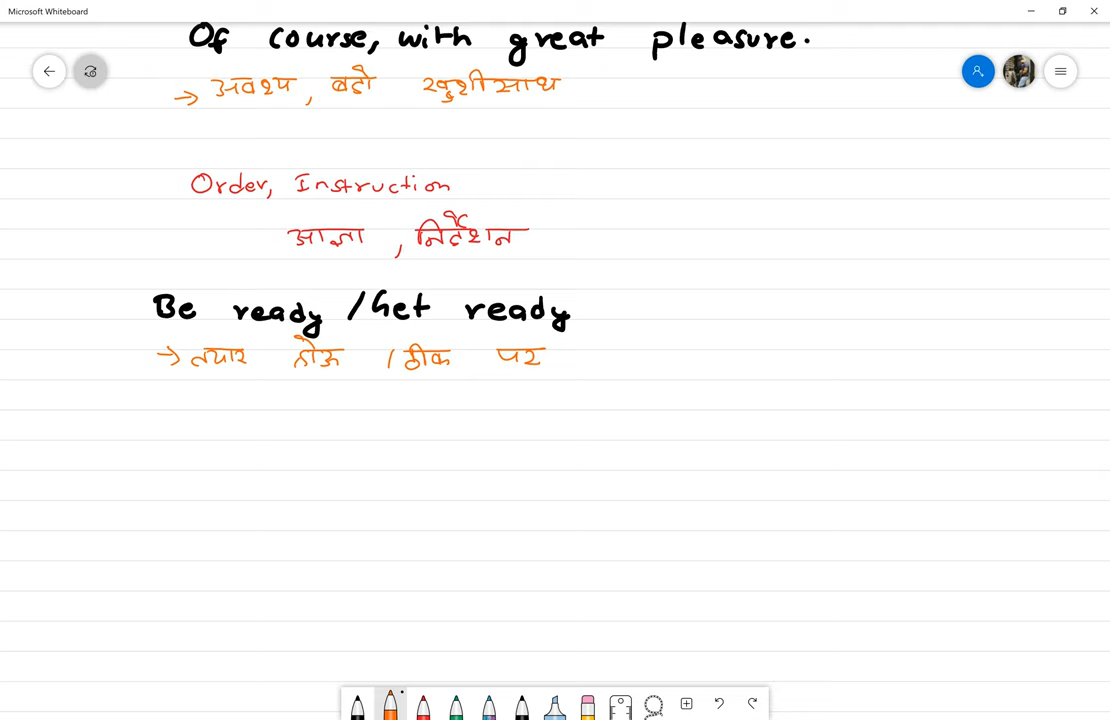 Microsoft Whiteboard
Of course, with great pleasure.
→ अवश्य, बडो खुशीसाथ
Order, Instruction
आज्ञा, निर्देशन
Be ready / Get ready
→ तयार होऊ / ठीक पर